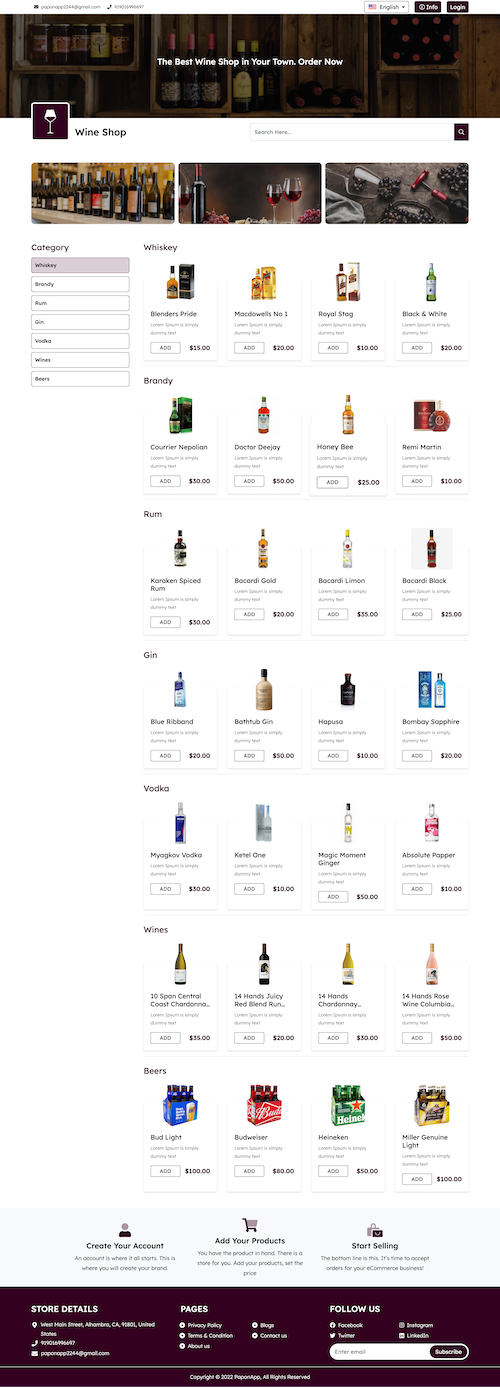 paponapp2244@gmail.com 919016996697 English Info Login
The Best Wine Shop in Your Town. Order Now
Wine Shop
Search Here...
Category
Whiskey
Brandy
Rum
Gin
Vodka
Wines
Beers
Whiskey
Blenders Pride
Lorem Ipsum is simply
dummy text
ADD $15.00
Macdowells No 1
Lorem Ipsum is simply
dummy text
ADD $20.00
Royal Stag
Lorem Ipsum is simply
dummy text
ADD $10.00
Black & White
Lorem Ipsum is simply
dummy text
ADD $20.00
Brandy
Courrier Nepolian
Lorem Ipsum is simply
dummy text
ADD $30.00
Doctor Deejay
Lorem Ipsum is simply
dummy text
ADD $50.00
Honey Bee
Lorem Ipsum is simply
dummy text
ADD $25.00
Remi Martin
Lorem Ipsum is simply
dummy text
ADD $10.00
Rum
Karaken Spiced
Rum
Lorem Ipsum is simply
dummy text
ADD $30.00
Bacardi Gold
Lorem Ipsum is simply
dummy text
ADD $20.00
Bacardi Limon
Lorem Ipsum is simply
dummy text
ADD $35.00
Bacardi Black
Lorem Ipsum is simply
dummy text
ADD $25.00
Gin
Blue Ribband
Lorem Ipsum is simply
dummy text
ADD $20.00
Bathtub Gin
Lorem Ipsum is simply
dummy text
ADD $50.00
Hapusa
Lorem Ipsum is simply
dummy text
ADD $10.00
Bombay Sapphire
Lorem Ipsum is simply
dummy text
ADD $20.00
Vodka
Myagkov Vodka
Lorem Ipsum is simply
dummy text
ADD $30.00
Ketel One
Lorem Ipsum is simply
dummy text
ADD $10.00
Magic Moment
Ginger
Lorem Ipsum is simply
dummy text
ADD $50.00
Absolute Papper
Lorem Ipsum is simply
dummy text
ADD $10.00
Wines
10 Span Central
Coast Chardonna...
Lorem Ipsum is simply
dummy text
ADD $35.00
14 Hands Juicy
Red Blend Run...
Lorem Ipsum is simply
dummy text
ADD $20.00
14 Hands
Chardonnay...
Lorem Ipsum is simply
dummy text
ADD $30.00
14 Hands Rose
Wine Columbia...
Lorem Ipsum is simply
dummy text
ADD $50.00
Beers
Bud Light
Lorem Ipsum is simply
dummy text
ADD $100.00
Budweiser
Lorem Ipsum is simply
dummy text
ADD $80.00
Heineken
Lorem Ipsum is simply
dummy text
ADD $50.00
Miller Genuine
Light
Lorem Ipsum is simply
dummy text
ADD $100.00
Create Your Account
An account is where it all starts. This is
where you will create your brand.
Add Your Products
You have the product in hand. There is a
store for you. Add your products, set the
price
Start Selling
The bottom line is this. It's time to accept
orders for your eCommerce business!
STORE DETAILS
West Main Street, Alhambra, CA, 91801, United
States
919016996697
paponapp2244@gmail.com
PAGES
Privacy Policy
Blogs
Terms & Condition
Contact us
About us
FOLLOW US
Facebook
Instagram
Twitter
LinkedIn
Enter email Subscribe
Copyright © 2022 PaponApp, All Rights Reserved